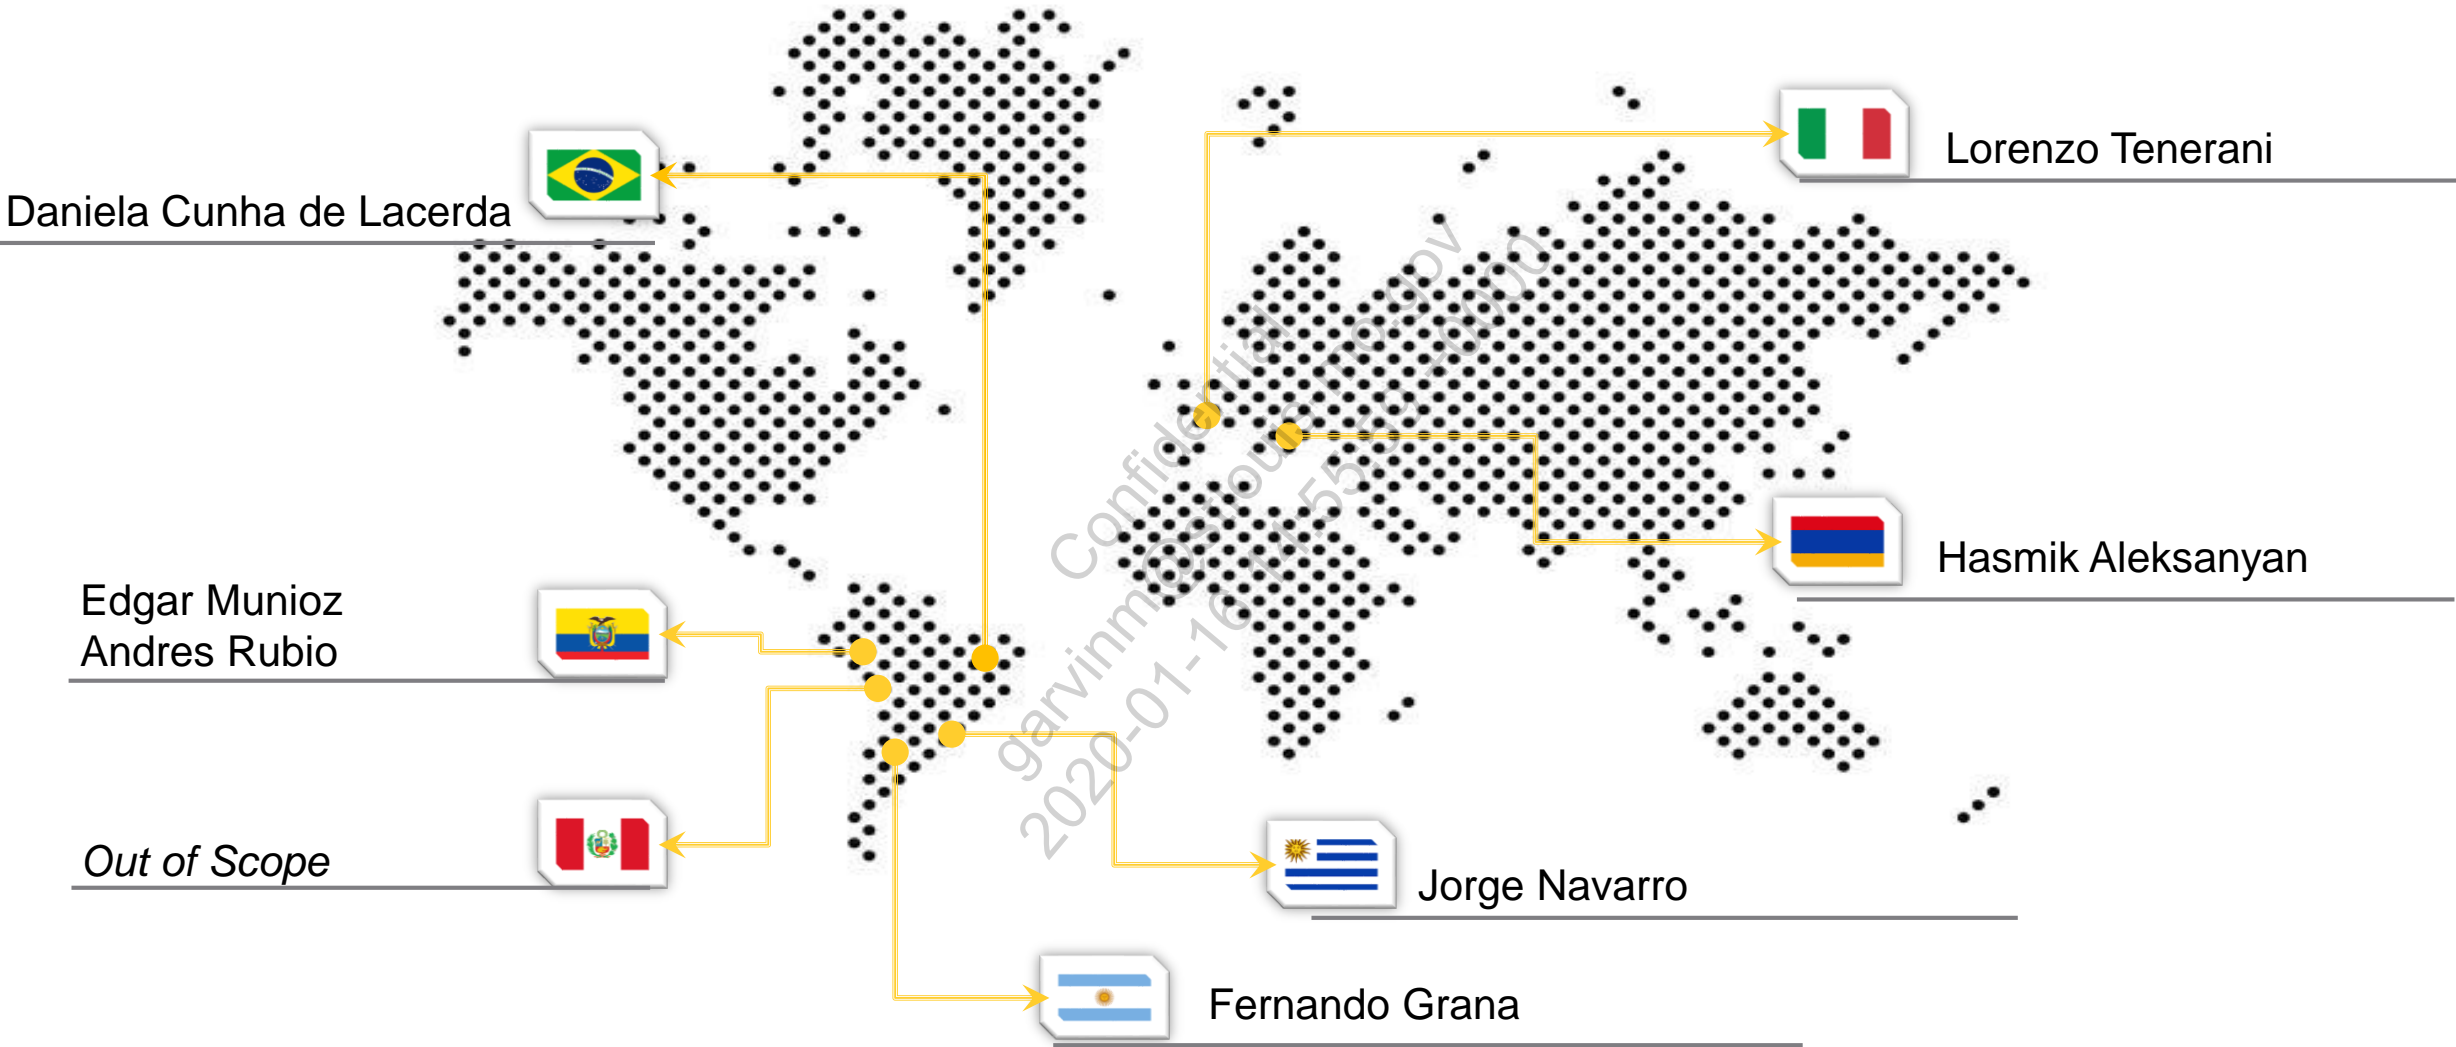 Lorenzo Tenerani
Daniela Cunha de Lacerda
Confidential
2020-01-16
Hasmik Aleksanyan
Edgar Munioz
Andres Rubio
Out of Scope
Jorge Navarro
Fernando Grana